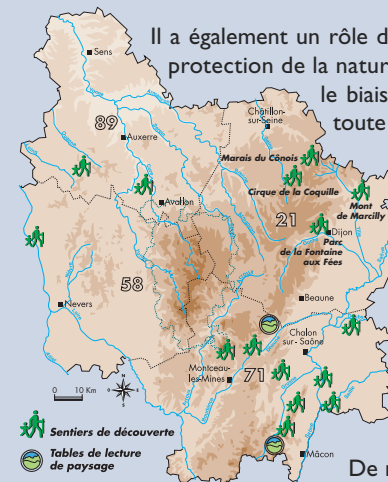 Il a également un rôle d
protection de la natur
le biais
toute
Sens
89
Auxerre
Châtillon-
sur-Seine
Marais du Cônois
Cirque de la Coquille
Mont
de Marcilly
Avallon
21
Dijon
Parc
de la Fontaine
aux Fées
58
Nevers
Beaune
Chalon
sur-Saône
Montceau-
les-Mines
71
0 10 Km
Mâcon
Sentiers de découverte
Tables de lecture
de paysage
De r